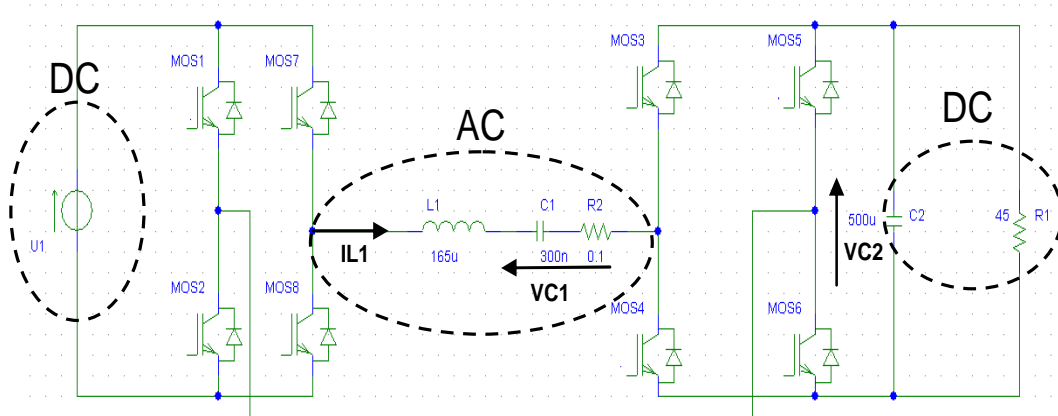 MOS1
MOS7
MOS3
MOS5
DC
AC
DC
L1
C1
R2
U1
IL1
165u
300n
0.1
VC1
500u
C2
45
R1
VC2
MOS2
MOS8
MOS4
MOS6